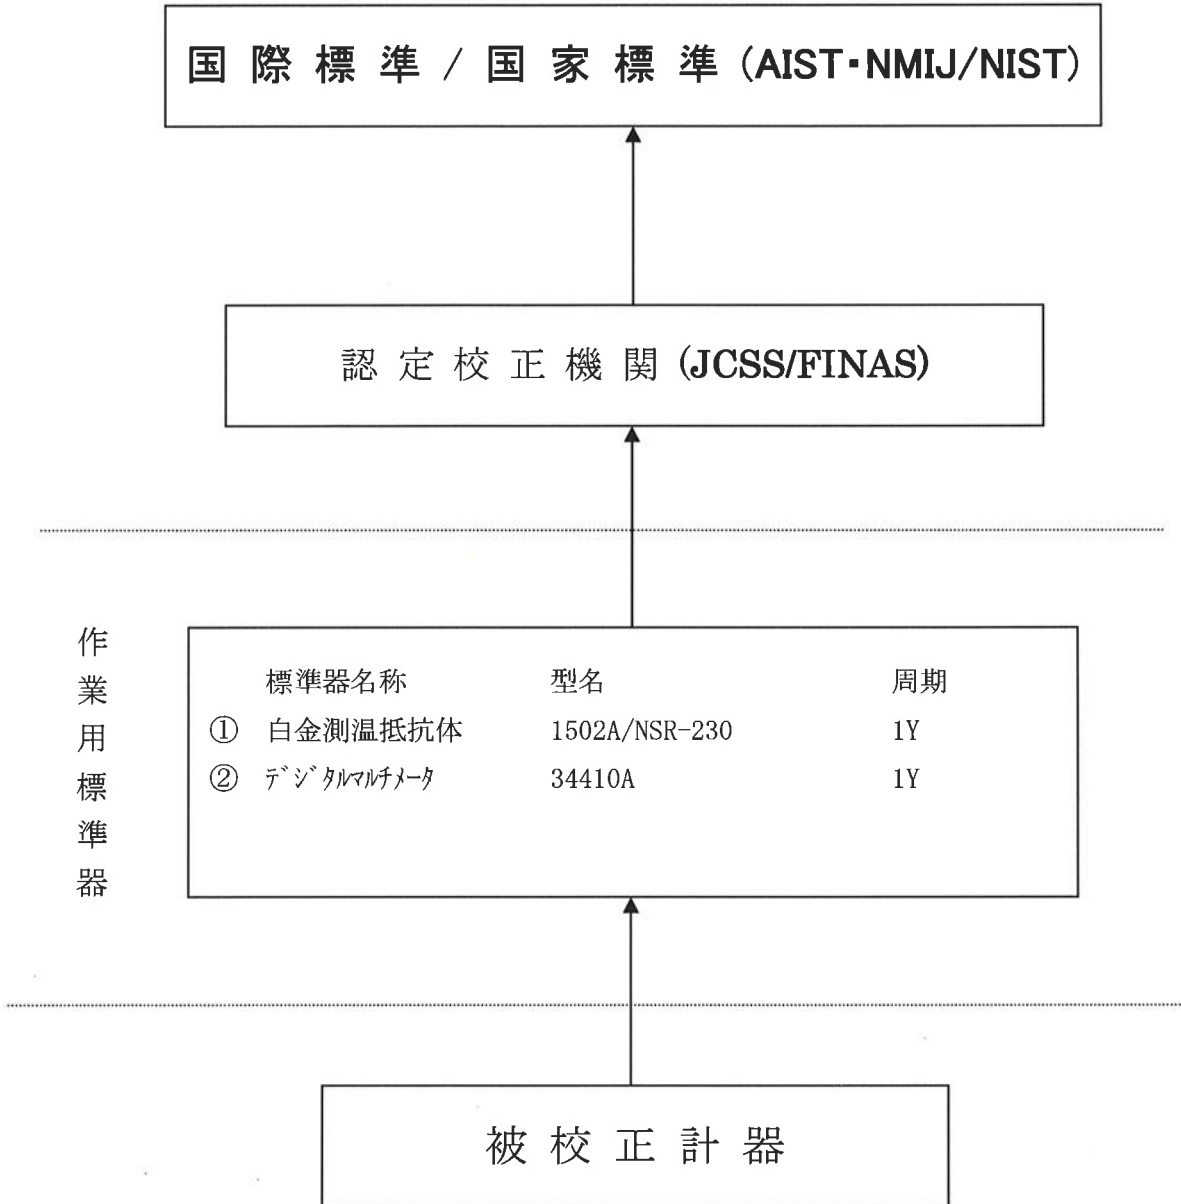 国際標準/国家標準(AIST・NMIJ/NIST)
認定校正機関(JCSS/FINAS)
作業用標準器
標準器名称 型名 周期
① 白金測温抵抗体 1502A/NSR-230 1Y
② ﾃﾞｼﾞﾀﾙﾏﾙﾁﾒｰﾀ 34410A 1Y
被校正計器